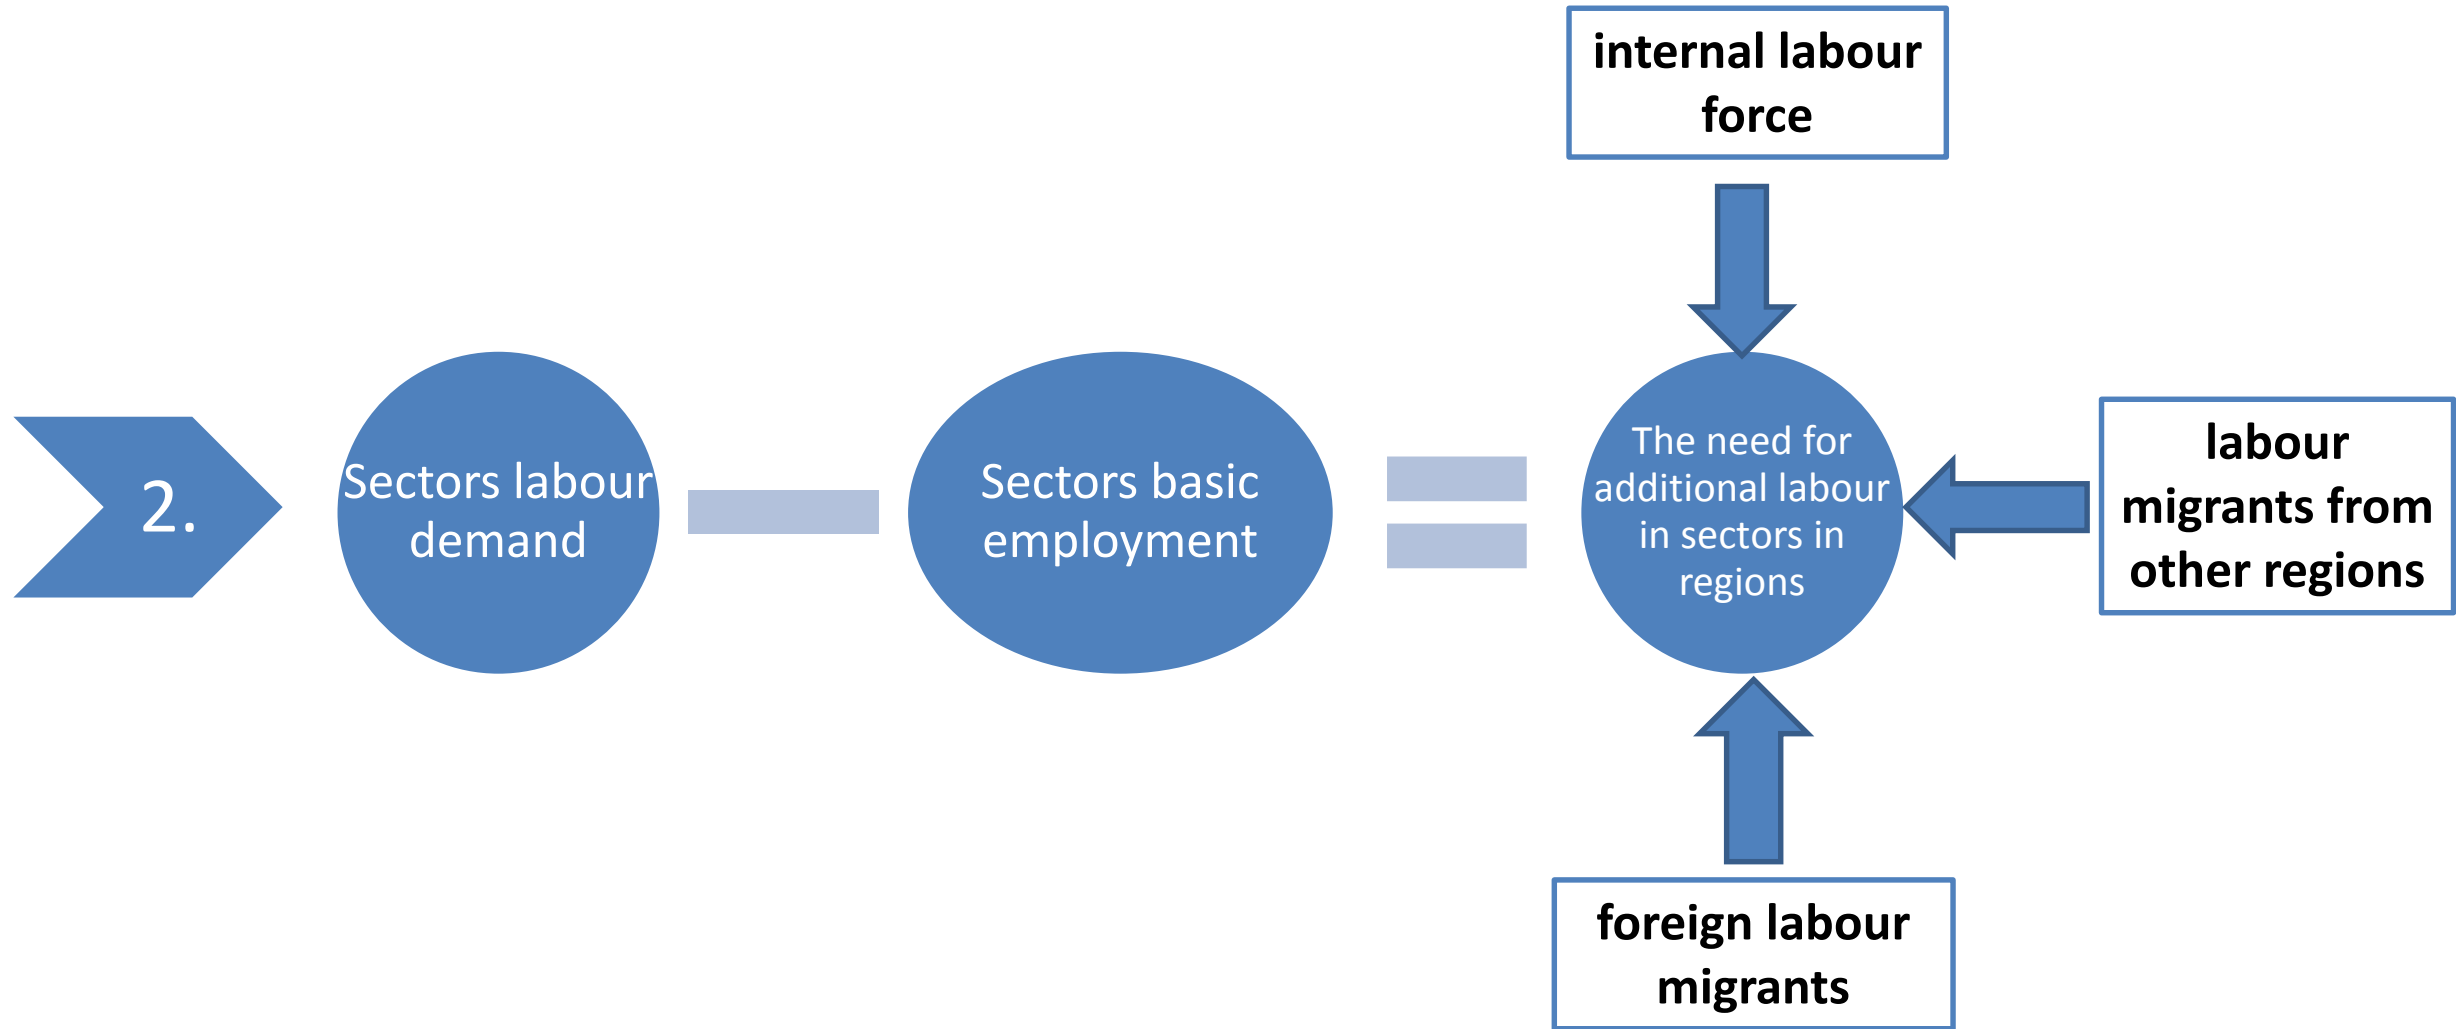 internal labour
force
2.
Sectors labour
demand
Sectors basic
employment
The need for
additional labour
in sectors in
regions
labour
migrants from
other regions
foreign labour
migrants